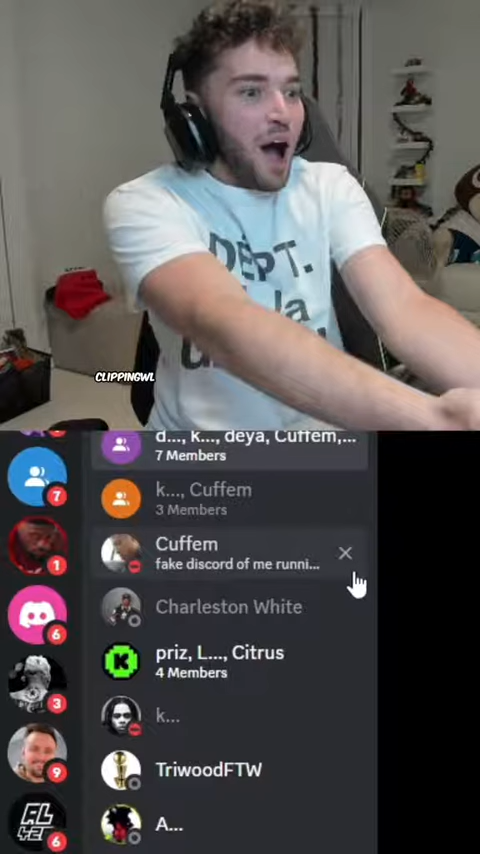 DEPT.
CLIPPINGWL
d..., k..., deya, Cuffem,...
7 Members
7
k..., Cuffem
3 Members
Cuffem
fake discord of me runni...
1
Charleston White
6
priz, L..., Citrus
4 Members
K
3
k...
TriwoodFTW
9
A...
6